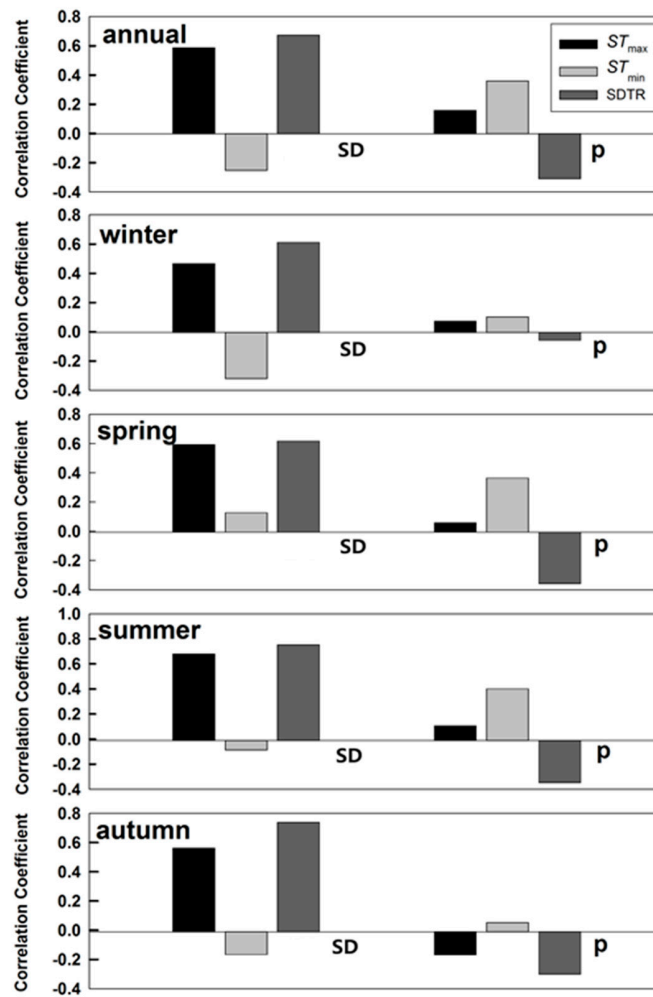 annual
Correlation Coefficient
0.8
0.6
0.4
0.2
0.0
-0.2
-0.4
STmax
STmin
SDTR
SD
p
winter
Correlation Coefficient
0.8
0.6
0.4
0.2
0.0
-0.2
-0.4
SD
p
spring
Correlation Coefficient
0.8
0.6
0.4
0.2
0.0
-0.2
-0.4
SD
p
summer
Correlation Coefficient
1.0
0.8
0.6
0.4
0.2
0.0
-0.2
-0.4
SD
p
autumn
Correlation Coefficient
0.8
0.6
0.4
0.2
0.0
-0.2
-0.4
SD
p